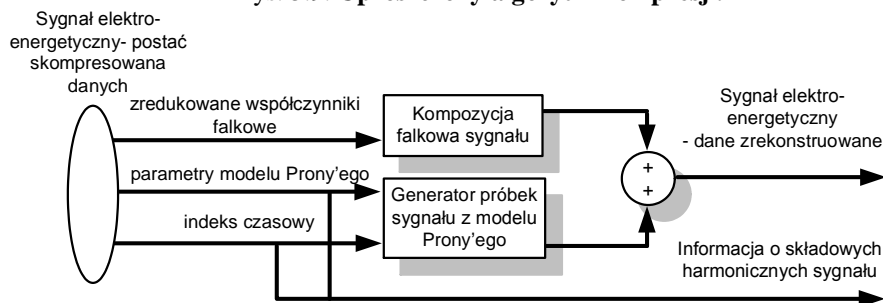 Sygnał elektro-
energetyczny- postać
skompresowana
danych
zredukowane współczynniki
falkowe
Kompozycja
falkowa sygnału
Sygnał elektro-
energetyczny
- dane zrekonstruowane
parametry modelu Prony'ego
Generator próbek
sygnału z modelu
Prony'ego
+
+
indeks czasowy
Informacja o składowych
harmonicznych sygnału